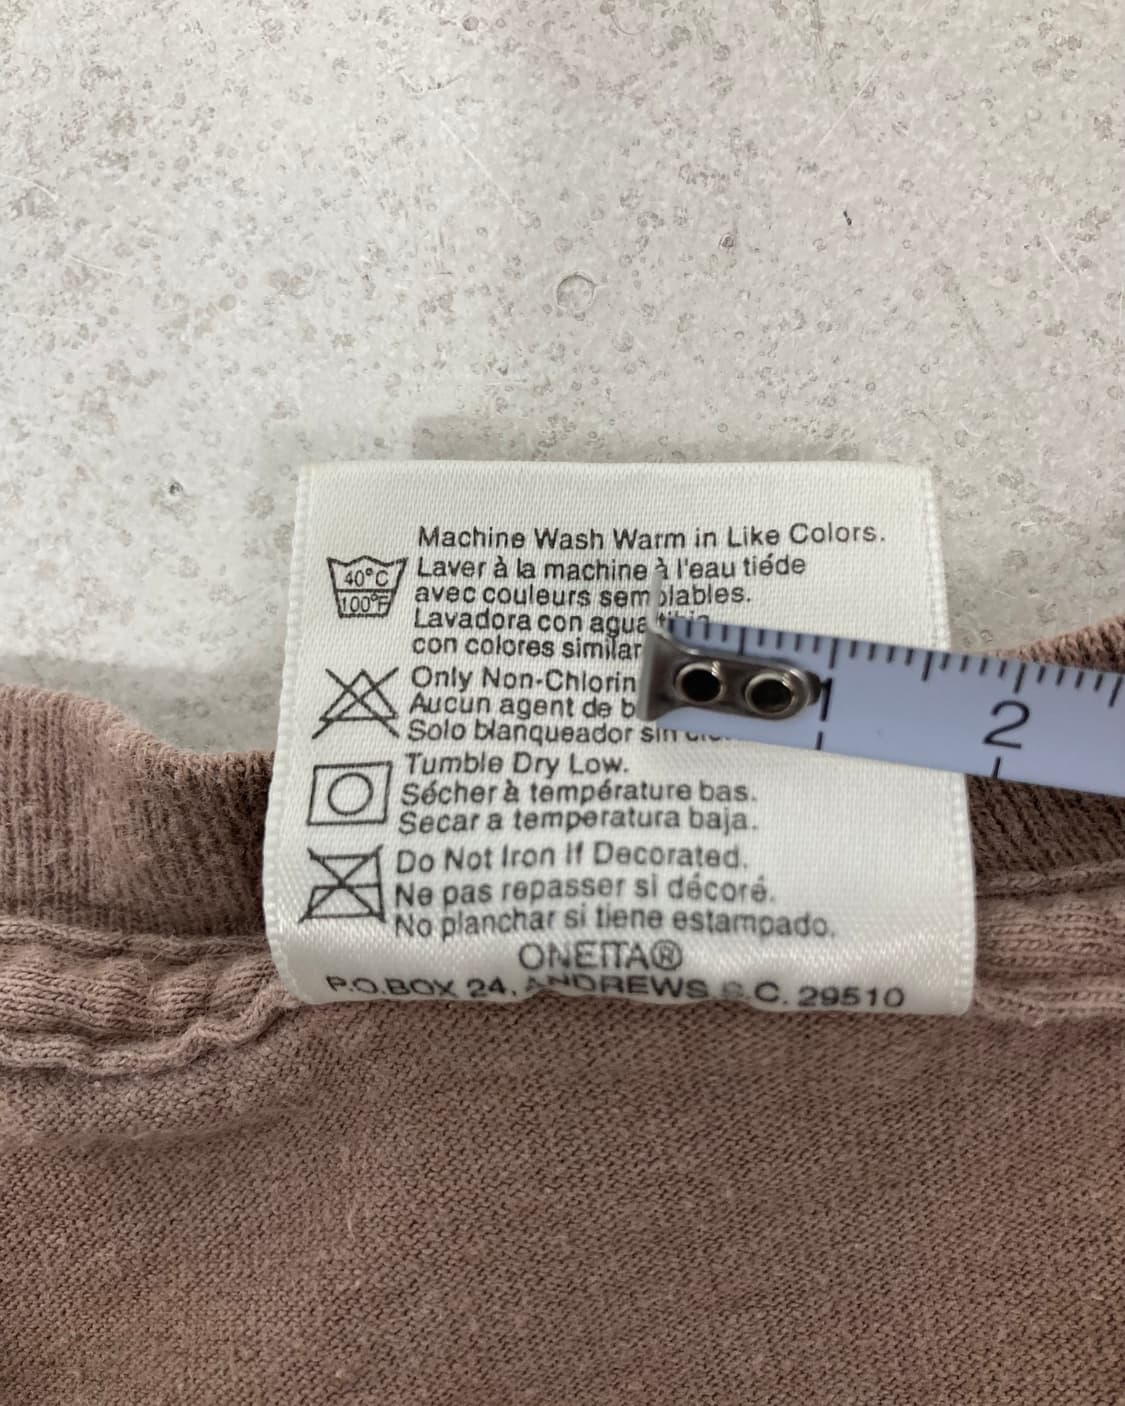 Machine Wash Warm in Like Colors.
40°C
100°F
Laver à la machine à l'eau tiéde
avec couleurs semblables.
Lavadora con agua
con colores similar
Only Non-Chlorin
Aucun agent de b
Solo blanqueador sin
Tumble Dry Low.
Sécher à température bas.
Secar a temperatura baja.
Do Not Iron If Decorated.
Ne pas repasser si décoré.
No planchar si tiene estampado.
ONEITA®
P.O.BOX 24, ANDREWS S.C. 29510
1
2